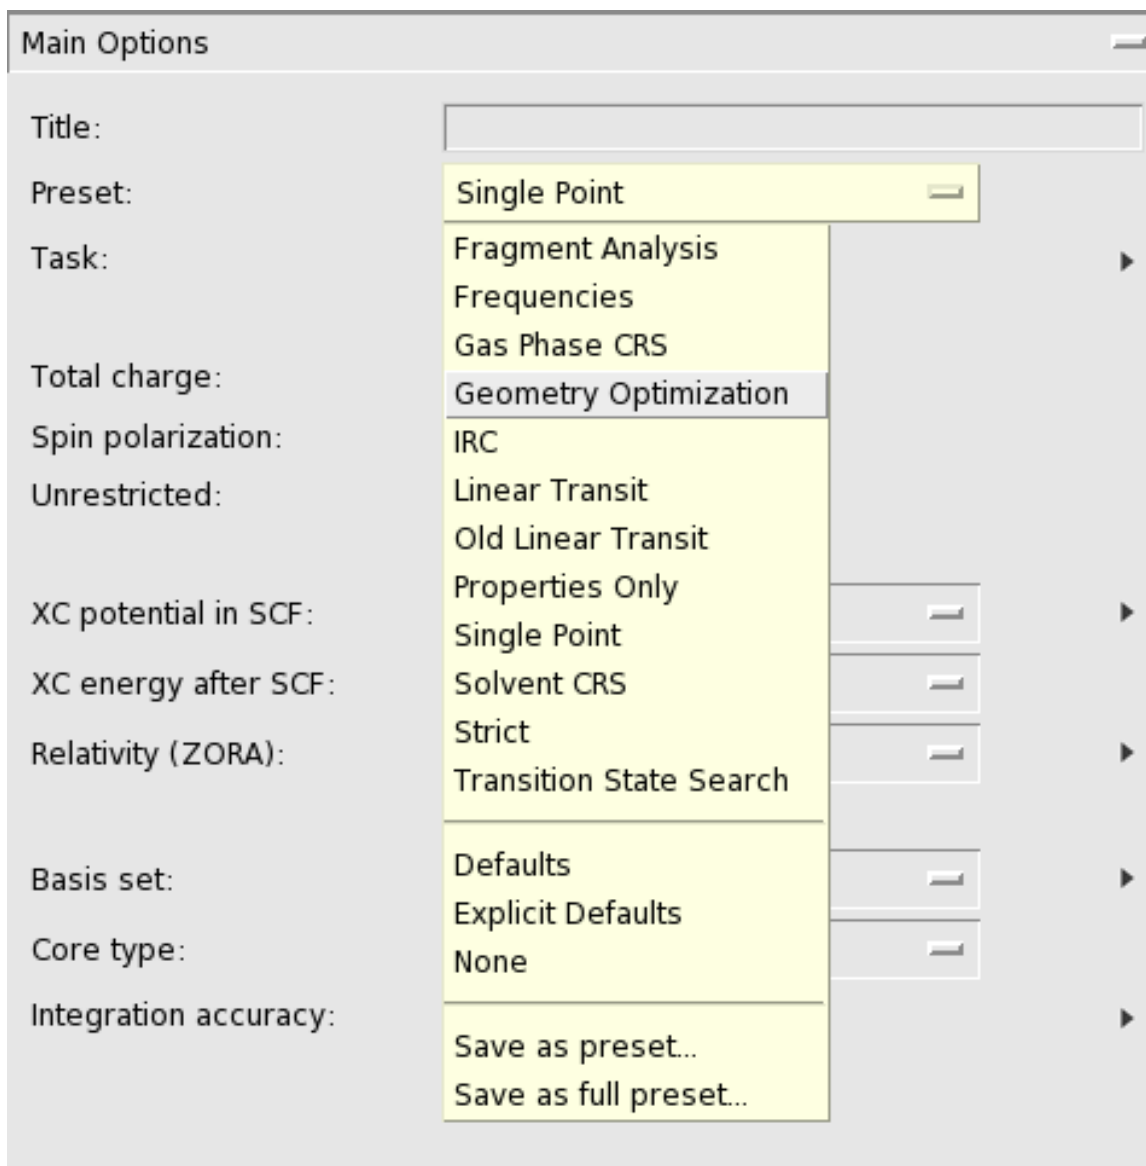 Main Options
Title:
Preset:
Single Point
Task:
Fragment Analysis
Frequencies
Gas Phase CRS
Total charge:
Geometry Optimization
Spin polarization:
IRC
Unrestricted:
Linear Transit
Old Linear Transit
Properties Only
XC potential in SCF:
Single Point
XC energy after SCF:
Solvent CRS
Strict
Relativity (ZORA):
Transition State Search
Basis set:
Defaults
Explicit Defaults
Core type:
None
Integration accuracy:
Save as preset...
Save as full preset...